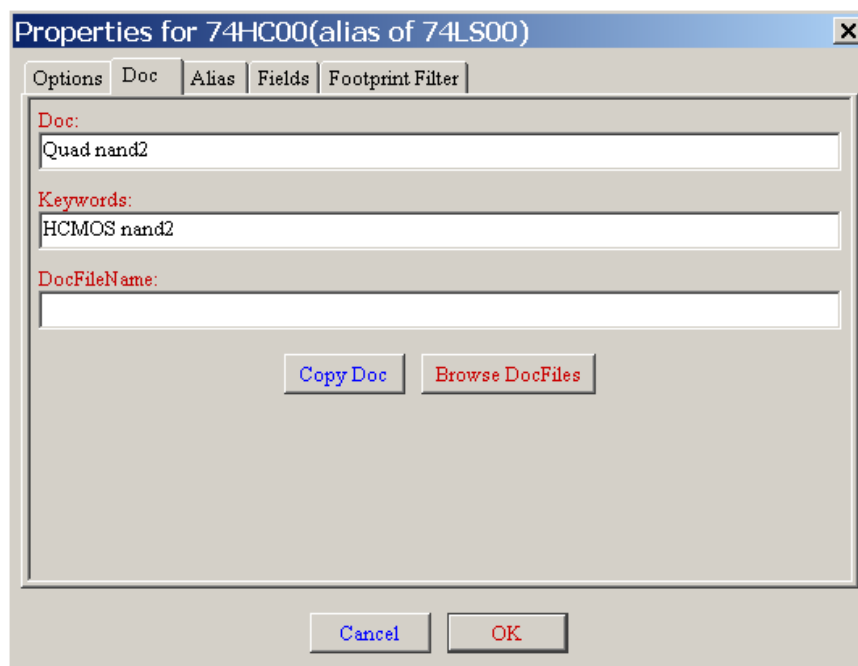 Properties for 74HC00(alias of 74LS00)
Options Doc Alias Fields Footprint Filter
Doc:
Quad nand2
Keywords:
HCMOS nand2
DocFileName:
Copy Doc Browse DocFiles
Cancel OK